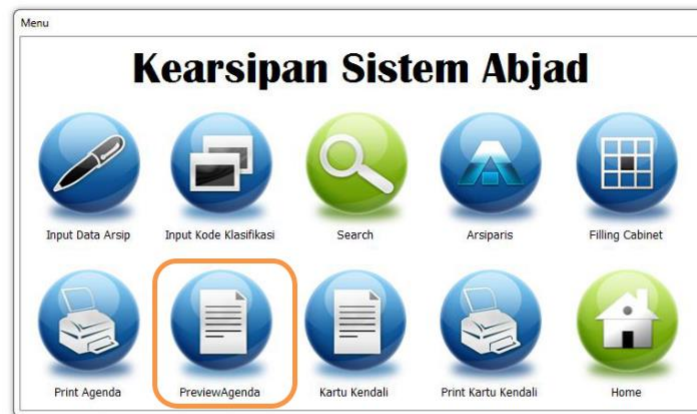 Menu
Kearsipan Sistem Abjad
Input Data Arsip
Input Kode Klasifikasi
Search
Arsiparis
Filling Cabinet
Print Agenda
PreviewAgenda
Kartu Kendali
Print Kartu Kendali
Home